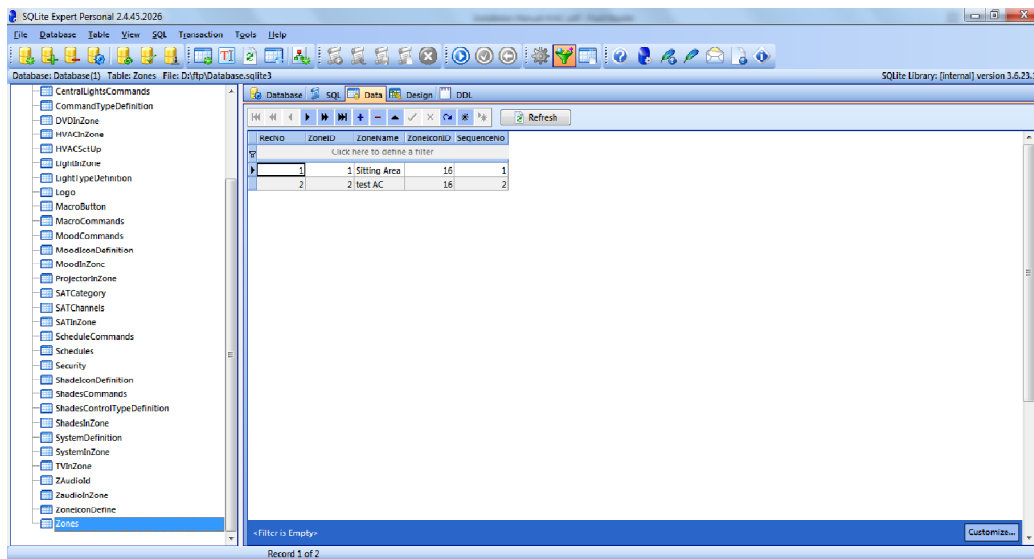 SQLite Expert Personal 2.4.45.2026
File Database Table View SQL Transaction Tools Help
Database: Database(1) Table: Zones File: D:\ftp\Database.sqlite3
SQLite Library: [internal] version 3.6.23.
CentralLightsCommands
CommandTypeDefinition
DVDInZone
HVACInZone
HVACSetUp
LightInZone
LightTypeDefinition
Logo
MacroButton
MacroCommands
MoodCommands
MoodIconDefinition
MoodInZone
ProjectorInZone
SATCategory
SATChannels
SATInZone
ScheduleCommands
Schedules
Security
ShadeIconDefinition
ShadesCommands
ShadesControlTypeDefinition
ShadesInZone
SystemDefinition
SystemInZone
TVInZone
ZAudioId
ZaudioInZone
ZoneIconDefine
Zones
Database SQL Data Design DDL
Refresh
RecNo ZoneID ZoneName ZoneIconID SequenceNo
Click here to define a filter
1 1 Sitting Area 16 1
2 2 test AC 16 2
<Filter is Empty>
Customize...
Record 1 of 2